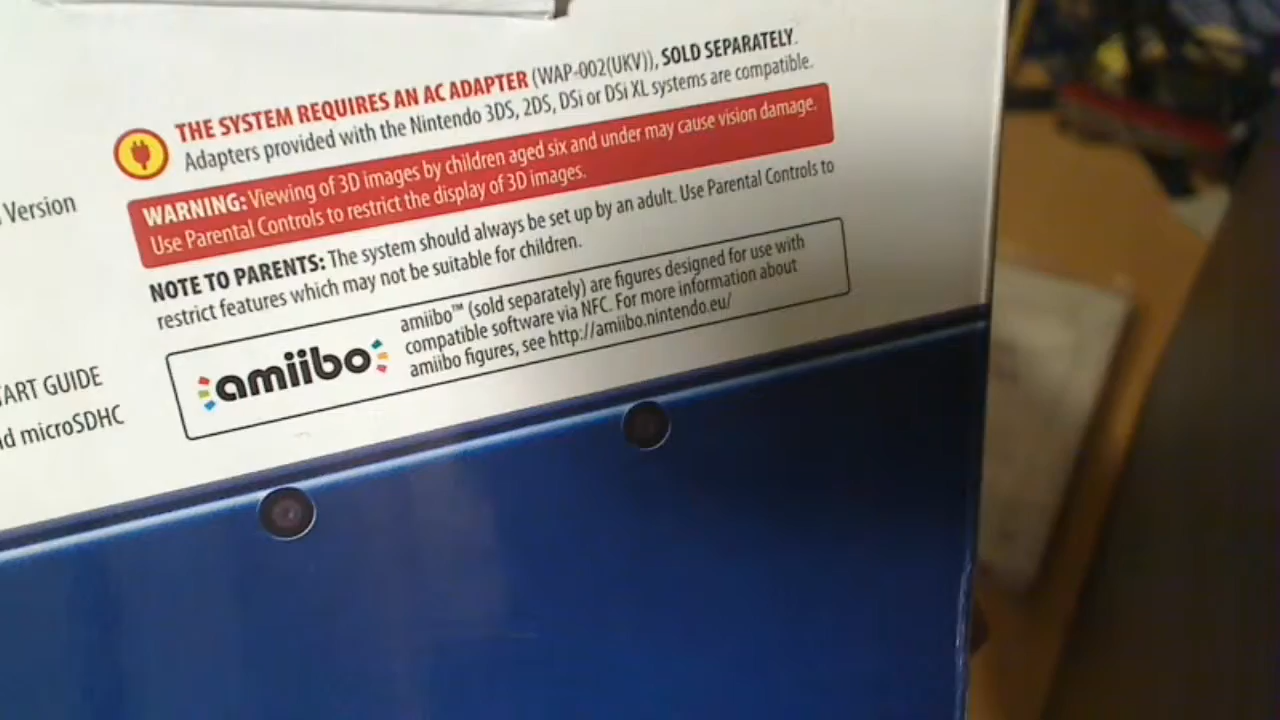 THE SYSTEM REQUIRES AN AC ADAPTER (WAP-002(UKV)), SOLD SEPARATELY.
Adapters provided with the Nintendo 3DS, 2DS, DSi or DSi XL systems are compatible.
WARNING: Viewing of 3D images by children aged six and under may cause vision damage.
Use Parental Controls to restrict the display of 3D images.
Version
NOTE TO PARENTS: The system should always be set up by an adult. Use Parental Controls to
restrict features which may not be suitable for children.
amiibo
amiibo™ (sold separately) are figures designed for use with
compatible software via NFC. For more information about
amiibo figures, see http://amiibo.nintendo.eu/
ART GUIDE
d microSDHC